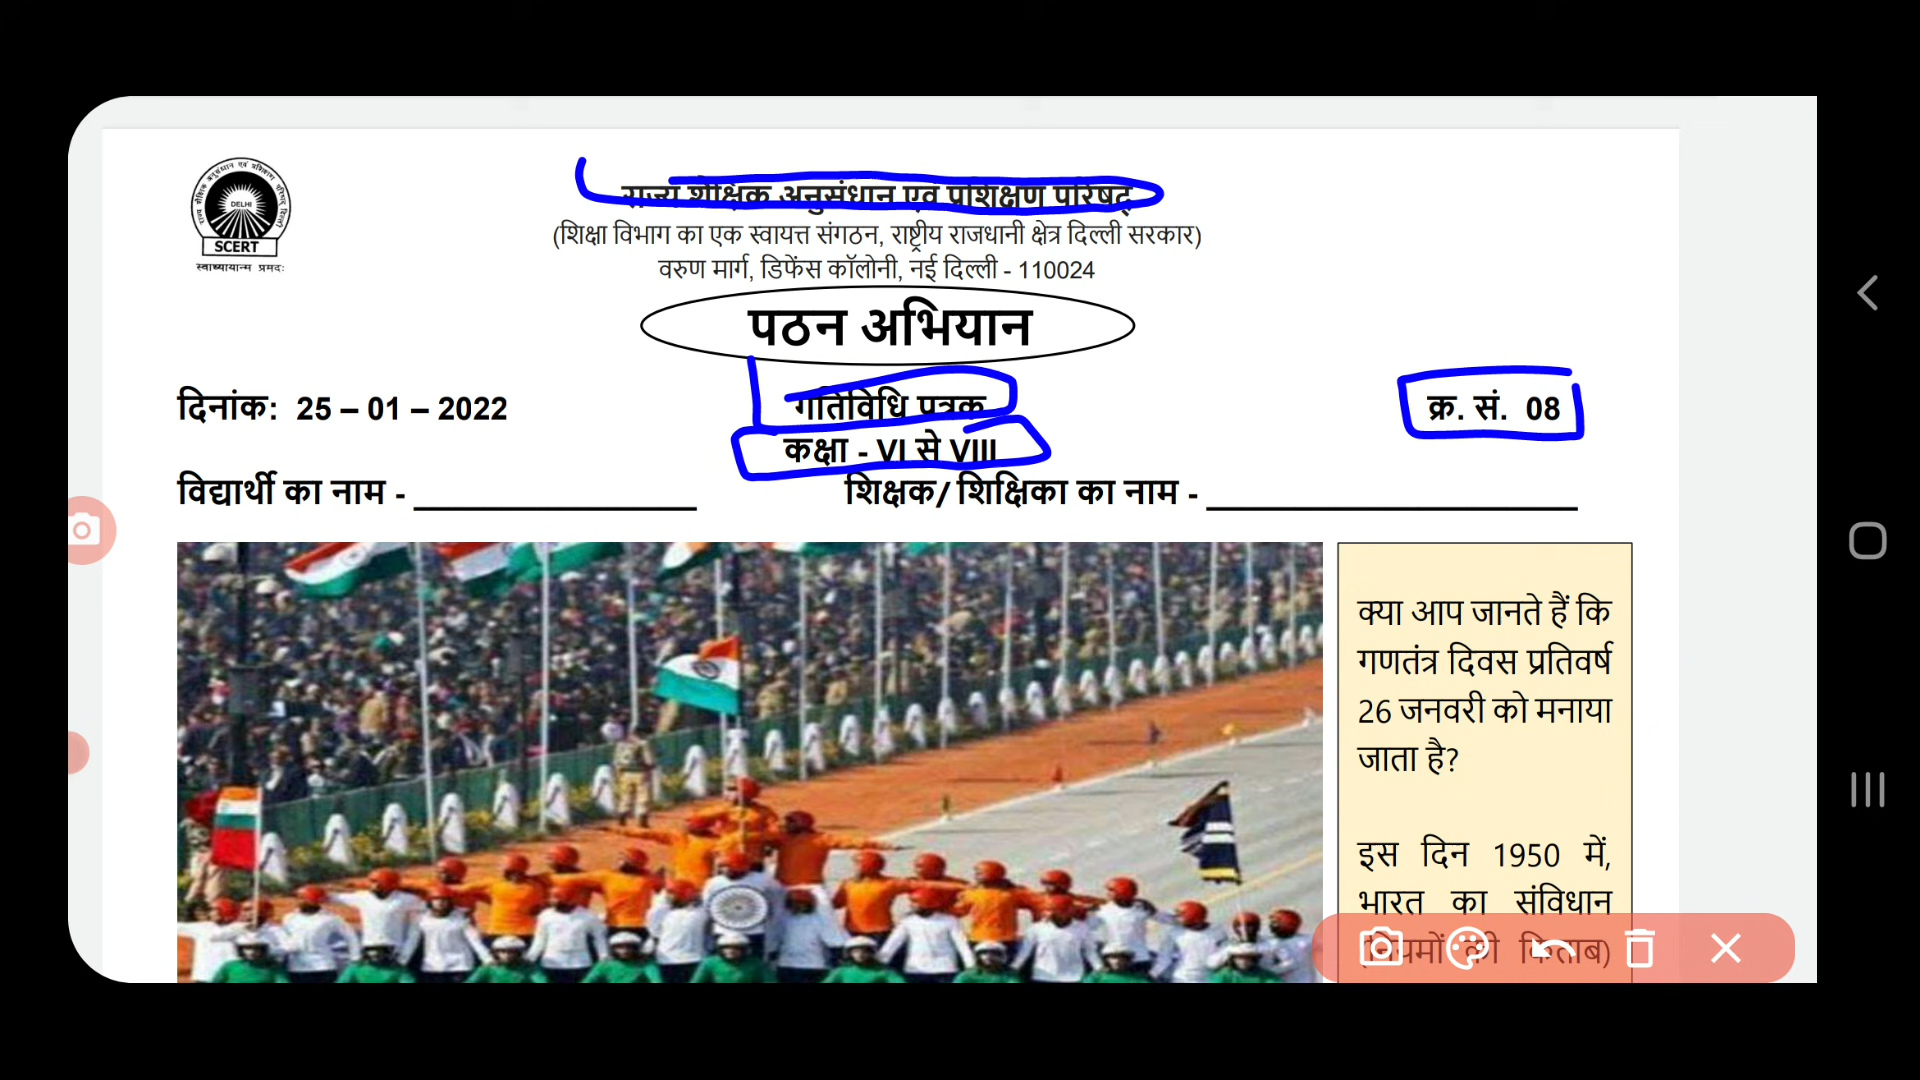 राज्य शैक्षिक अनुसंधान एवं प्रशिक्षण परिषद्
(शिक्षा विभाग का एक स्वायत्त संगठन, राष्ट्रीय राजधानी क्षेत्र दिल्ली सरकार)
वरुण मार्ग, डिफेंस कॉलोनी, नई दिल्ली - 110024
DELHI
SCERT
पठन अभियान
दिनांक: 25 – 01 – 2022
गतिविधि पत्रक
क्र. सं. 08
कक्षा - VI से VIII
विद्यार्थी का नाम -
शिक्षक/ शिक्षिका का नाम -
क्या आप जानते हैं कि
गणतंत्र दिवस प्रतिवर्ष
26 जनवरी को मनाया
जाता है?
इस दिन 1950 में,
भारत का संविधान
की किताब)